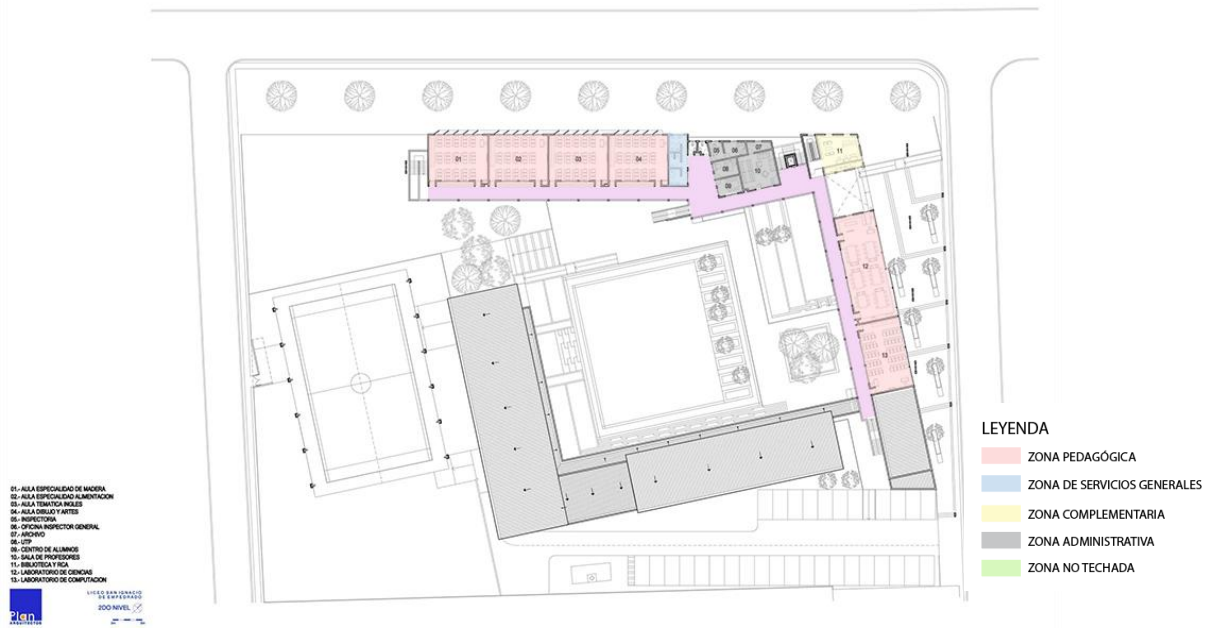 01
02
03
04
05
06
07
08
09
10
11
12
13
LEYENDA
ZONA PEDAGÓGICA
ZONA DE SERVICIOS GENERALES
ZONA COMPLEMENTARIA
ZONA ADMINISTRATIVA
ZONA NO TECHADA
01.- AULA ESPECIALIDAD DE MADERA
02.- AULA ESPECIALIDAD ALIMENTACION
03.- AULA TEMATICA INGLES
04.- AULA DIBUJO Y ARTES
05.- INSPECTORIA
06.- OFICINA INSPECTOR GENERAL
07.- ARCHIVO
08.- UTP
09.- CENTRO DE ALUMNOS
10.- SALA DE PROFESORES
11.- BIBLIOTECA Y RCA
12.- LABORATORIO DE CIENCIAS
13.- LABORATORIO DE COMPUTACION
Plan
ARQUITECTOS
LICEO SAN IGNACIO
DE EMPEDRADO
2DO NIVEL